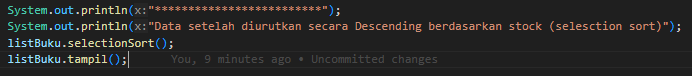 System.out.println(x:"*************************");
System.out.println(x:"Data setelah diurutkan secara Descending berdasarkan stock (selesction sort)");
listBuku.selectionSort();
listBuku.tampil(); You, 9 minutes ago • Uncommitted changes